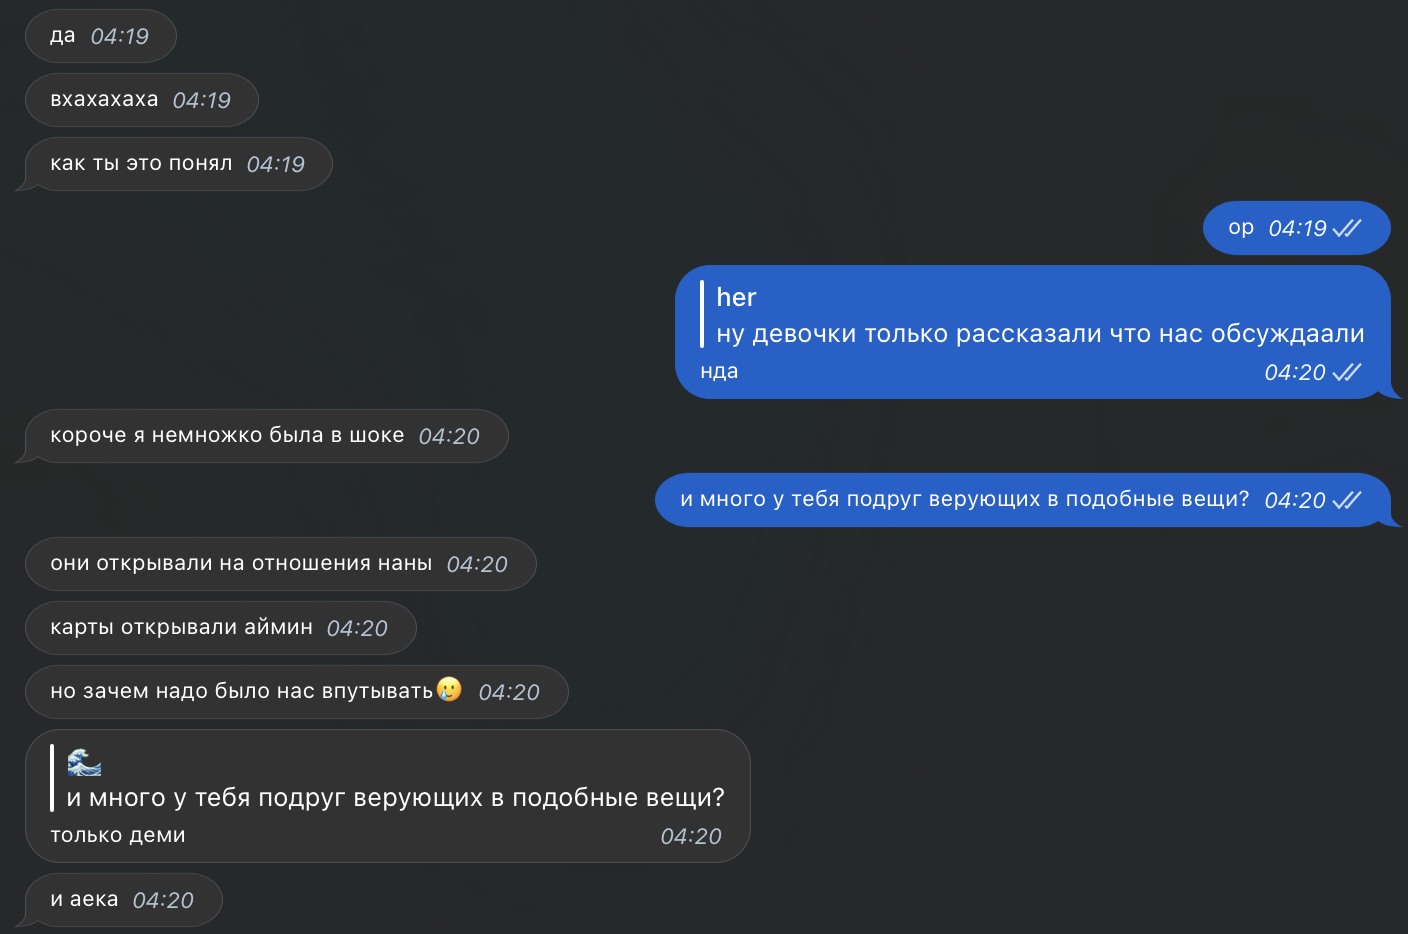 да 04:19
вхахахаха 04:19
как ты это понял 04:19
ор 04:19
her
ну девочки только рассказали что нас обсуждаали
нда 04:20
короче я немножко была в шоке 04:20
и много у тебя подруг верующих в подобные вещи? 04:20
они открывали на отношения наны 04:20
карты открывали аймин 04:20
но зачем надо было нас впутывать🥲 04:20
🌊
и много у тебя подруг верующих в подобные вещи?
только деми 04:20
и аека 04:20